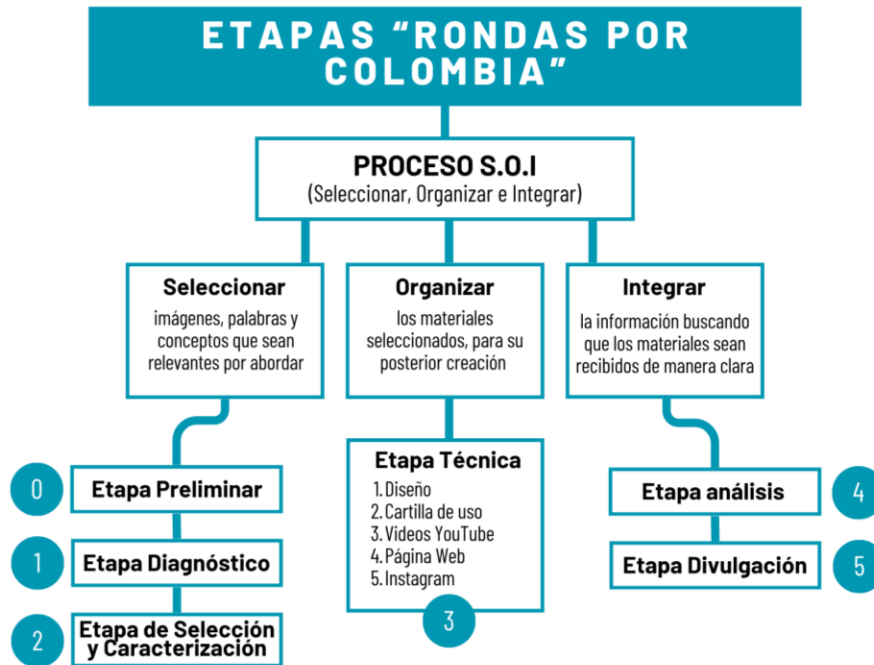 ETAPAS “RONDAS POR
COLOMBIA”
PROCESO S.O.I
(Seleccionar, Organizar e Integrar)
Seleccionar
imágenes, palabras y
conceptos que sean
relevantes por abordar
Organizar
los materiales
seleccionados, para su
posterior creación
Integrar
la información buscando
que los materiales sean
recibidos de manera clara
0
Etapa Preliminar
1
Etapa Diagnóstico
2
Etapa de Selección
y Caracterización
Etapa Técnica
1. Diseño
2. Cartilla de uso
3. Videos YouTube
4. Página Web
5. Instagram
3
Etapa análisis
4
Etapa Divulgación
5